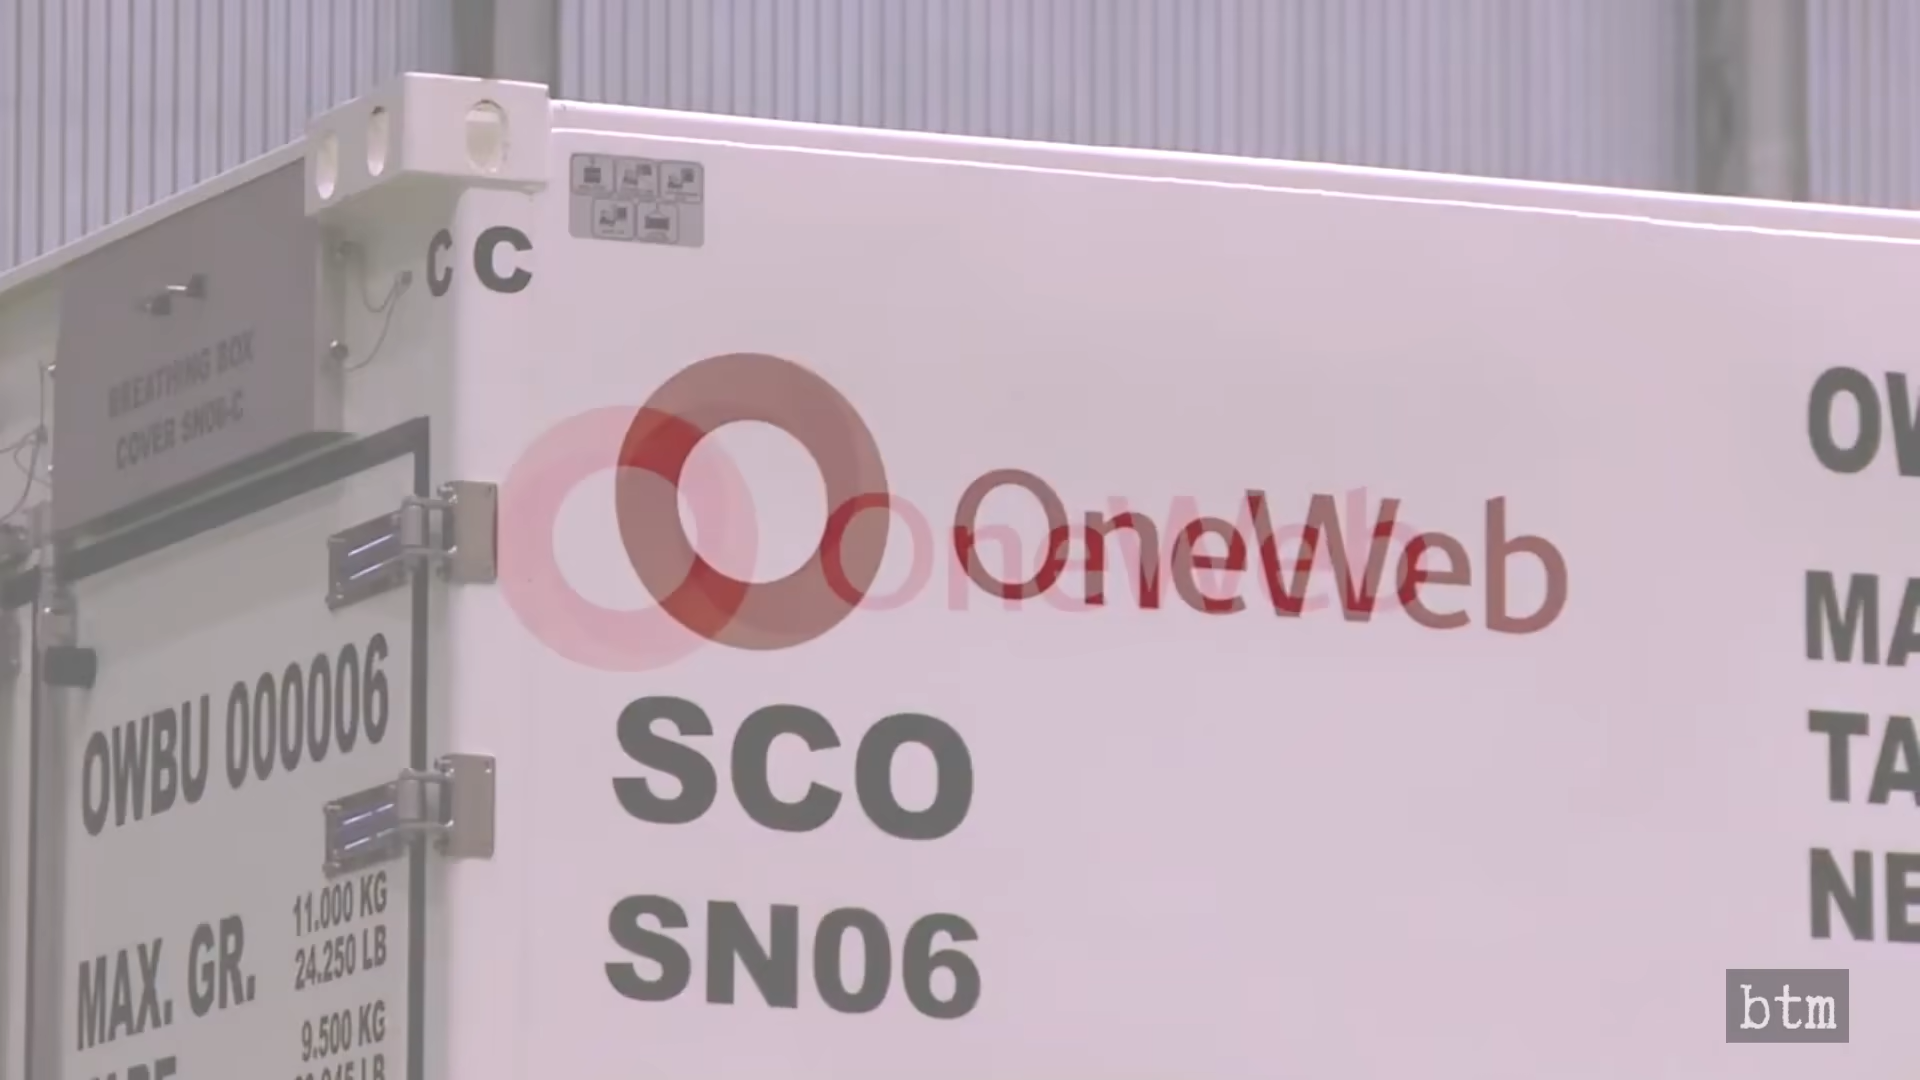 C C
BREATHING BOX
COVER SN06-C
OneWeb
OneWeb
OWBU 000006
SCO
SN06
MAX. GR.
11.000 KG
24.250 LB
9.500 KG
OW
MA
TA
NE
btm